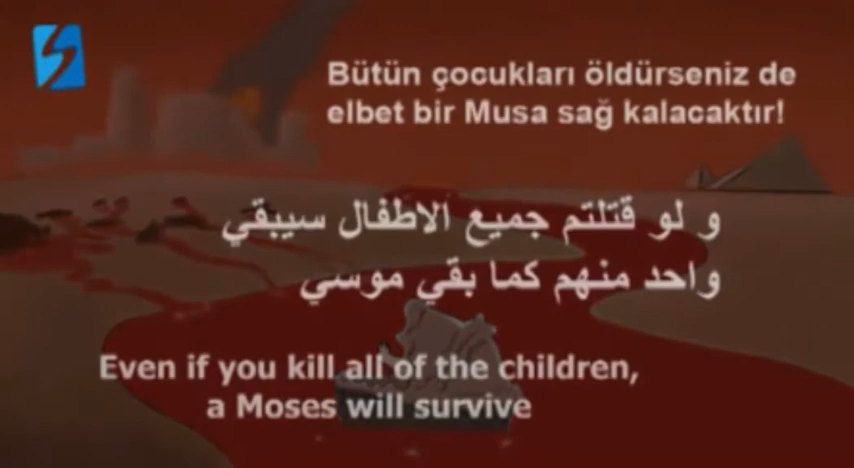 Bütün çocukları öldürseniz de
elbet bir Musa sağ kalacaktır!
و لو قتلتم جميع الاطفال سيبقي
واحد منهم كما بقي موسي
Even if you kill all of the children,
a Moses will survive